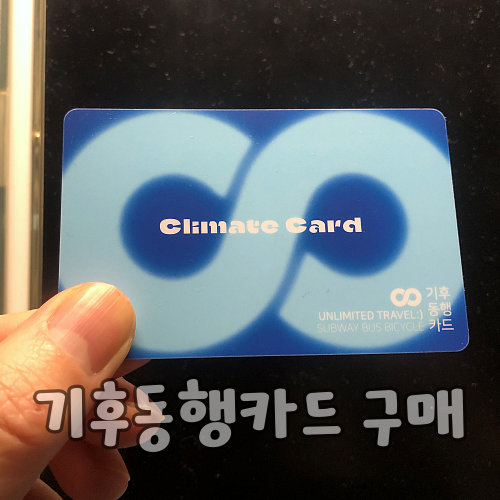 Climate Card
기후
동행
카드
UNLIMITED TRAVEL:)
SUBWAY BUS BICYCLE
기후동행카드 구매